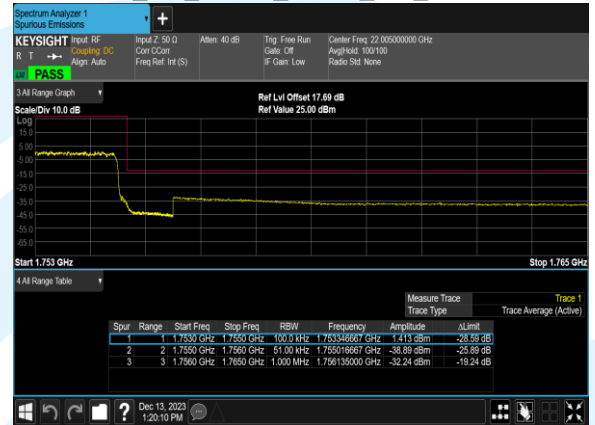 Spectrum Analyzer 1
Spurious Emissions
+
KEYSIGHT Input: RF Input Z: 50 Ω Atten: 40 dB Trig: Free Run Center Freq: 22.005000000 GHz
R T Coupling: DC Corr CCorr Gate: Off Avg|Hold: 100/100
Align: Auto Freq Ref: Int (S) IF Gain: Low Radio Std: None
PASS
3 All Range Graph
Ref Lvl Offset 17.69 dB
Scale/Div 10.0 dB Ref Value 25.00 dBm
Log
15.0
5.00
-5.00
-15.0
-25.0
-35.0
-45.0
-55.0
-65.0
Start 1.753 GHz Stop 1.765 GHz
4 All Range Table
Measure Trace Trace 1
Trace Type Trace Average (Active)
Spur Range Start Freq Stop Freq RBW Frequency Amplitude ΔLimit
1 1 1.7530 GHz 1.7550 GHz 100.0 kHz 1.753346667 GHz 1.413 dBm -28.59 dB
2 2 1.7550 GHz 1.7560 GHz 51.00 kHz 1.755016667 GHz -38.89 dBm -25.89 dB
3 3 1.7560 GHz 1.7650 GHz 1.000 MHz 1.756135000 GHz -32.24 dBm -19.24 dB
? Dec 13, 2023
1:20:10 PM